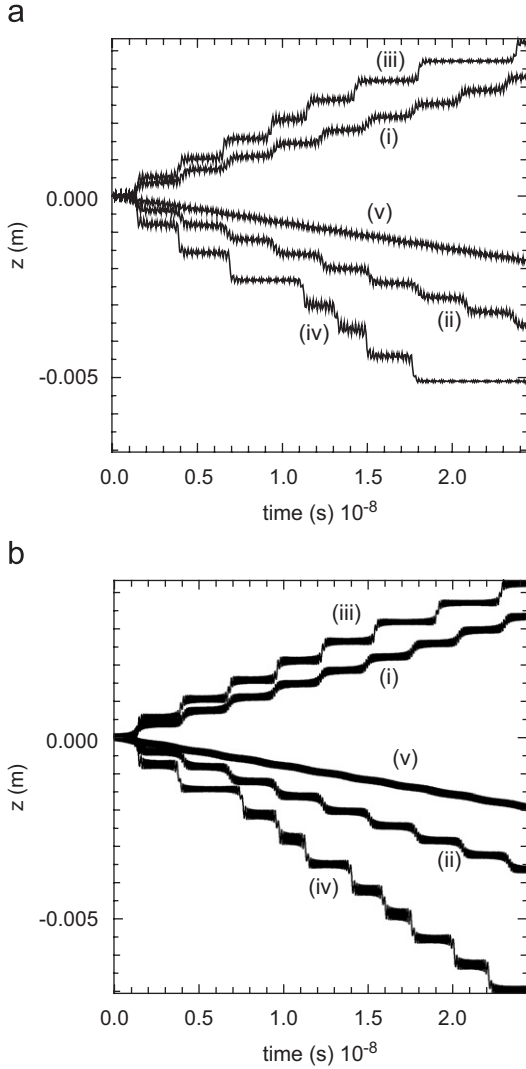 a
(iii)
(i)
0.000
(v)
z (m)
(ii)
(iv)
-0.005
0.0 0.5 1.0 1.5 2.0
time (s) 10-8
b
(iii)
(i)
0.000
(v)
z (m)
(ii)
(iv)
-0.005
0.0 0.5 1.0 1.5 2.0
time (s) 10-8